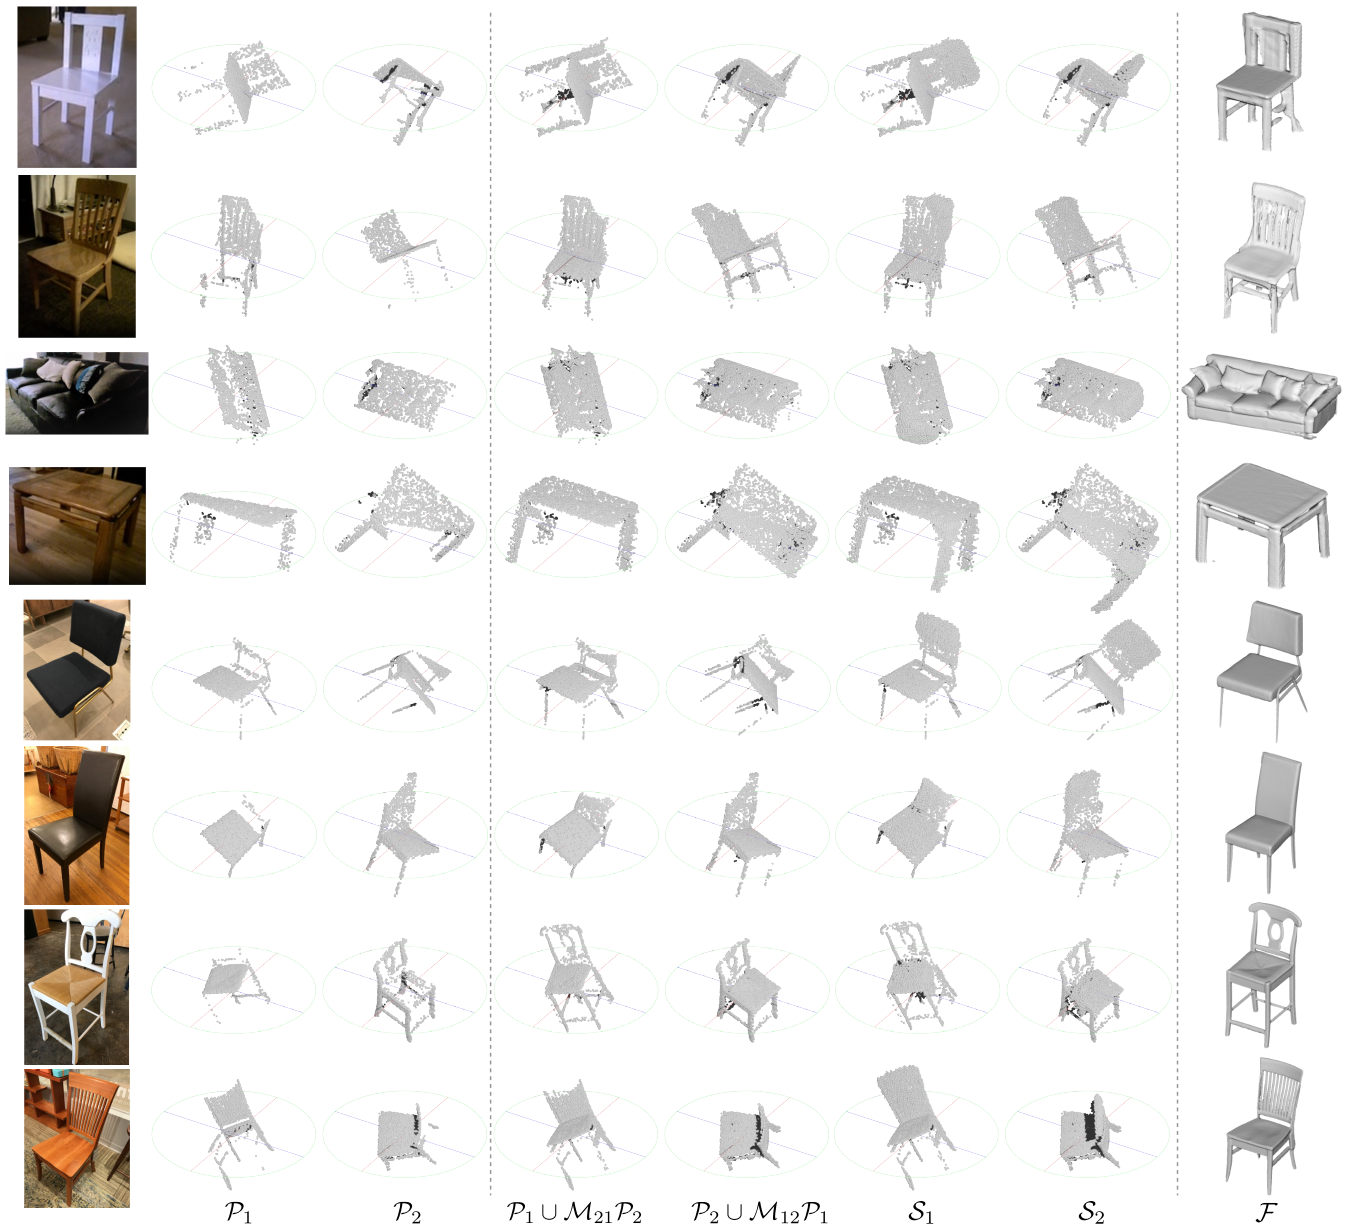 𝒫₁ 𝒫₂ 𝒫₁ ∪ ℳ₂₁𝒫₂ 𝒫₂ ∪ ℳ₁₂𝒫₁ 𝒮₁ 𝒮₂ ℱ